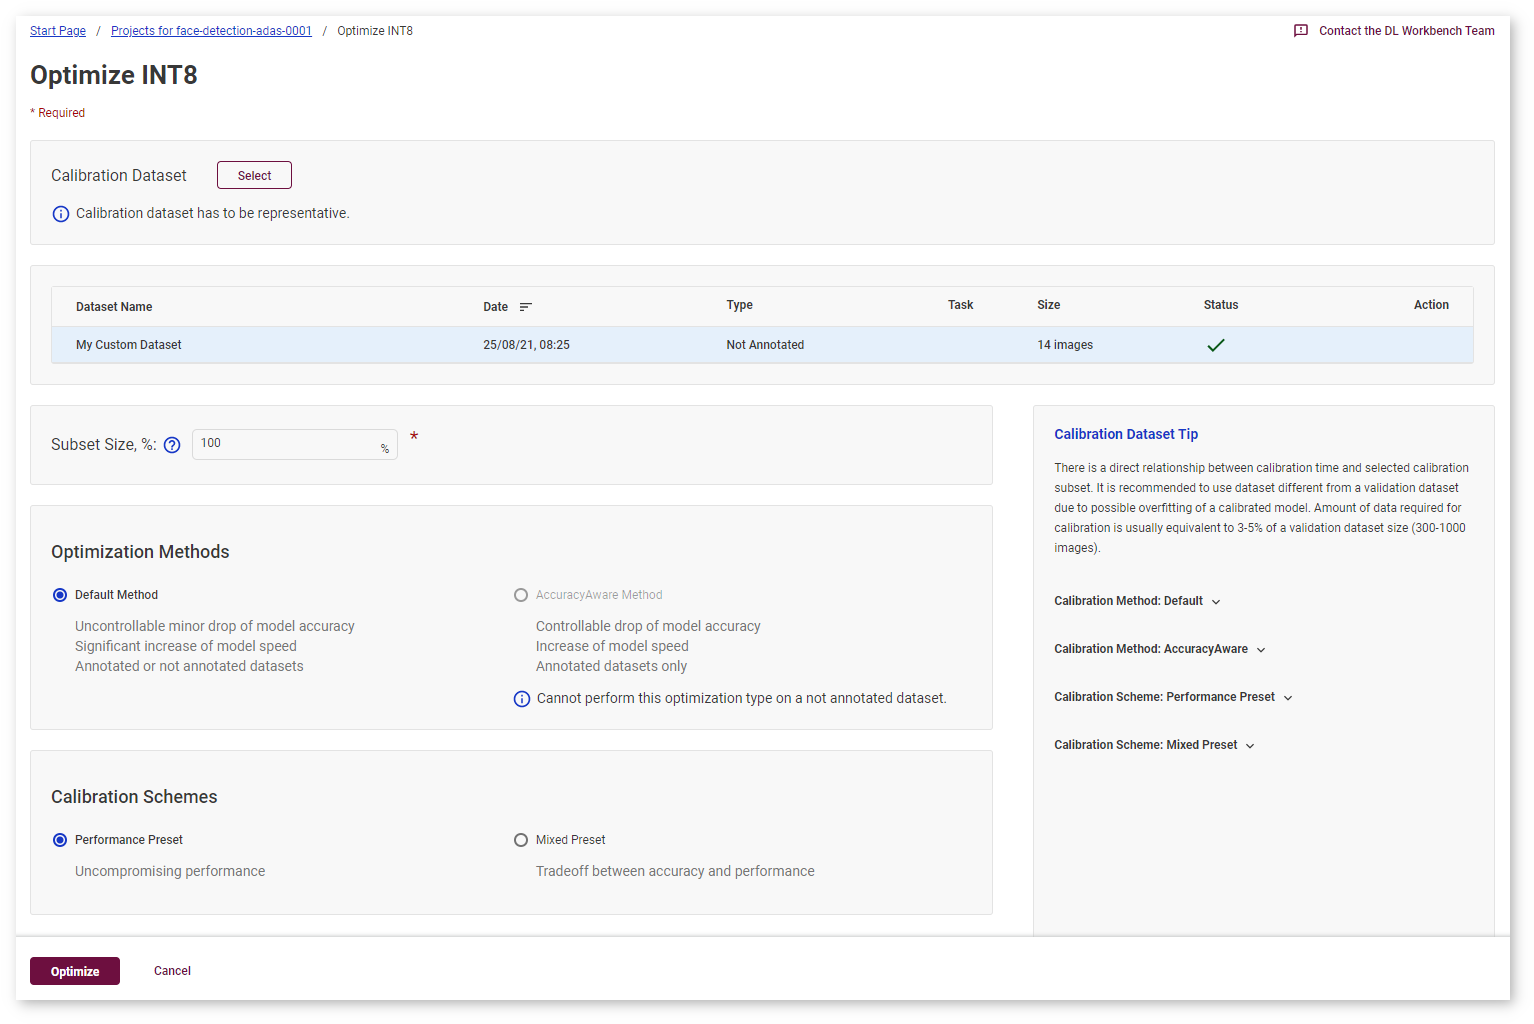 Start Page / Projects for face-detection-adas-0001 / Optimize INT8
Contact the DL Workbench Team
Optimize INT8
* Required
Calibration Dataset Select
Calibration dataset has to be representative.
Dataset Name Date Type Task Size Status Action
My Custom Dataset 25/08/21, 08:25 Not Annotated 14 images
Subset Size, %: 100 % *
Optimization Methods
Default Method
Uncontrollable minor drop of model accuracy
Significant increase of model speed
Annotated or not annotated datasets
AccuracyAware Method
Controllable drop of model accuracy
Increase of model speed
Annotated datasets only
Cannot perform this optimization type on a not annotated dataset.
Calibration Schemes
Performance Preset
Uncompromising performance
Mixed Preset
Tradeoff between accuracy and performance
Calibration Dataset Tip
There is a direct relationship between calibration time and selected calibration
subset. It is recommended to use dataset different from a validation dataset
due to possible overfitting of a calibrated model. Amount of data required for
calibration is usually equivalent to 3-5% of a validation dataset size (300-1000
images).
Calibration Method: Default
Calibration Method: AccuracyAware
Calibration Scheme: Performance Preset
Calibration Scheme: Mixed Preset
Optimize Cancel